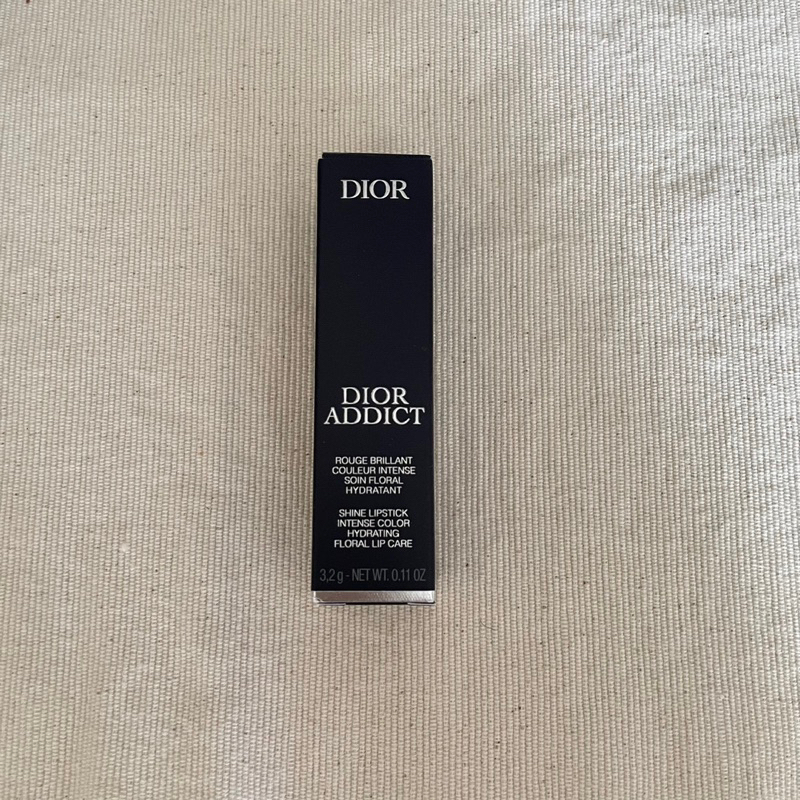 DIOR
DIOR
ADDICT
ROUGE BRILLANT
COULEUR INTENSE
SOIN FLORAL
HYDRATANT
SHINE LIPSTICK
INTENSE COLOR
HYDRATING
FLORAL LIP CARE
3,2 g - NET WT. 0.11 OZ